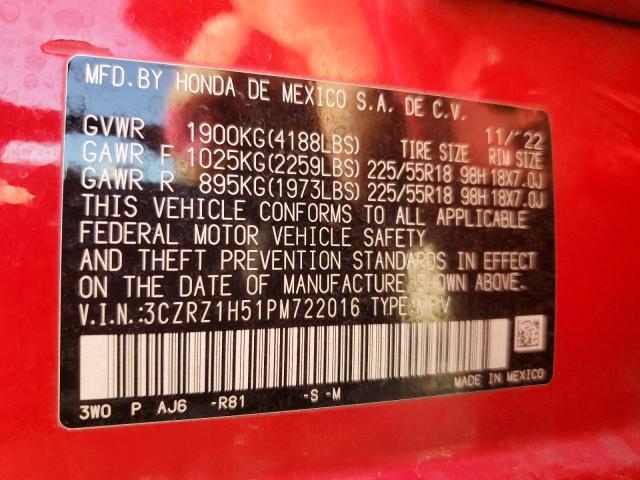 MFD.BY HONDA DE MEXICO S.A. DE C.V.
11/'22
GVWR 1900KG(4188LBS) TIRE SIZE RIM SIZE
GAWR F 1025KG(2259LBS) 225/55R18 98H 18X7.0J
GAWR R 895KG(1973LBS) 225/55R18 98H 18X7.0J
THIS VEHICLE CONFORMS TO ALL APPLICABLE
FEDERAL MOTOR VEHICLE SAFETY
AND THEFT PREVENTION STANDARDS IN EFFECT
ON THE DATE OF MANUFACTURE SHOWN ABOVE.
V.I.N.:3CZRZ1H51PM722016 TYPE:MPV
MADE IN MEXICO
3W0 P AJ6 -R81 -S -M